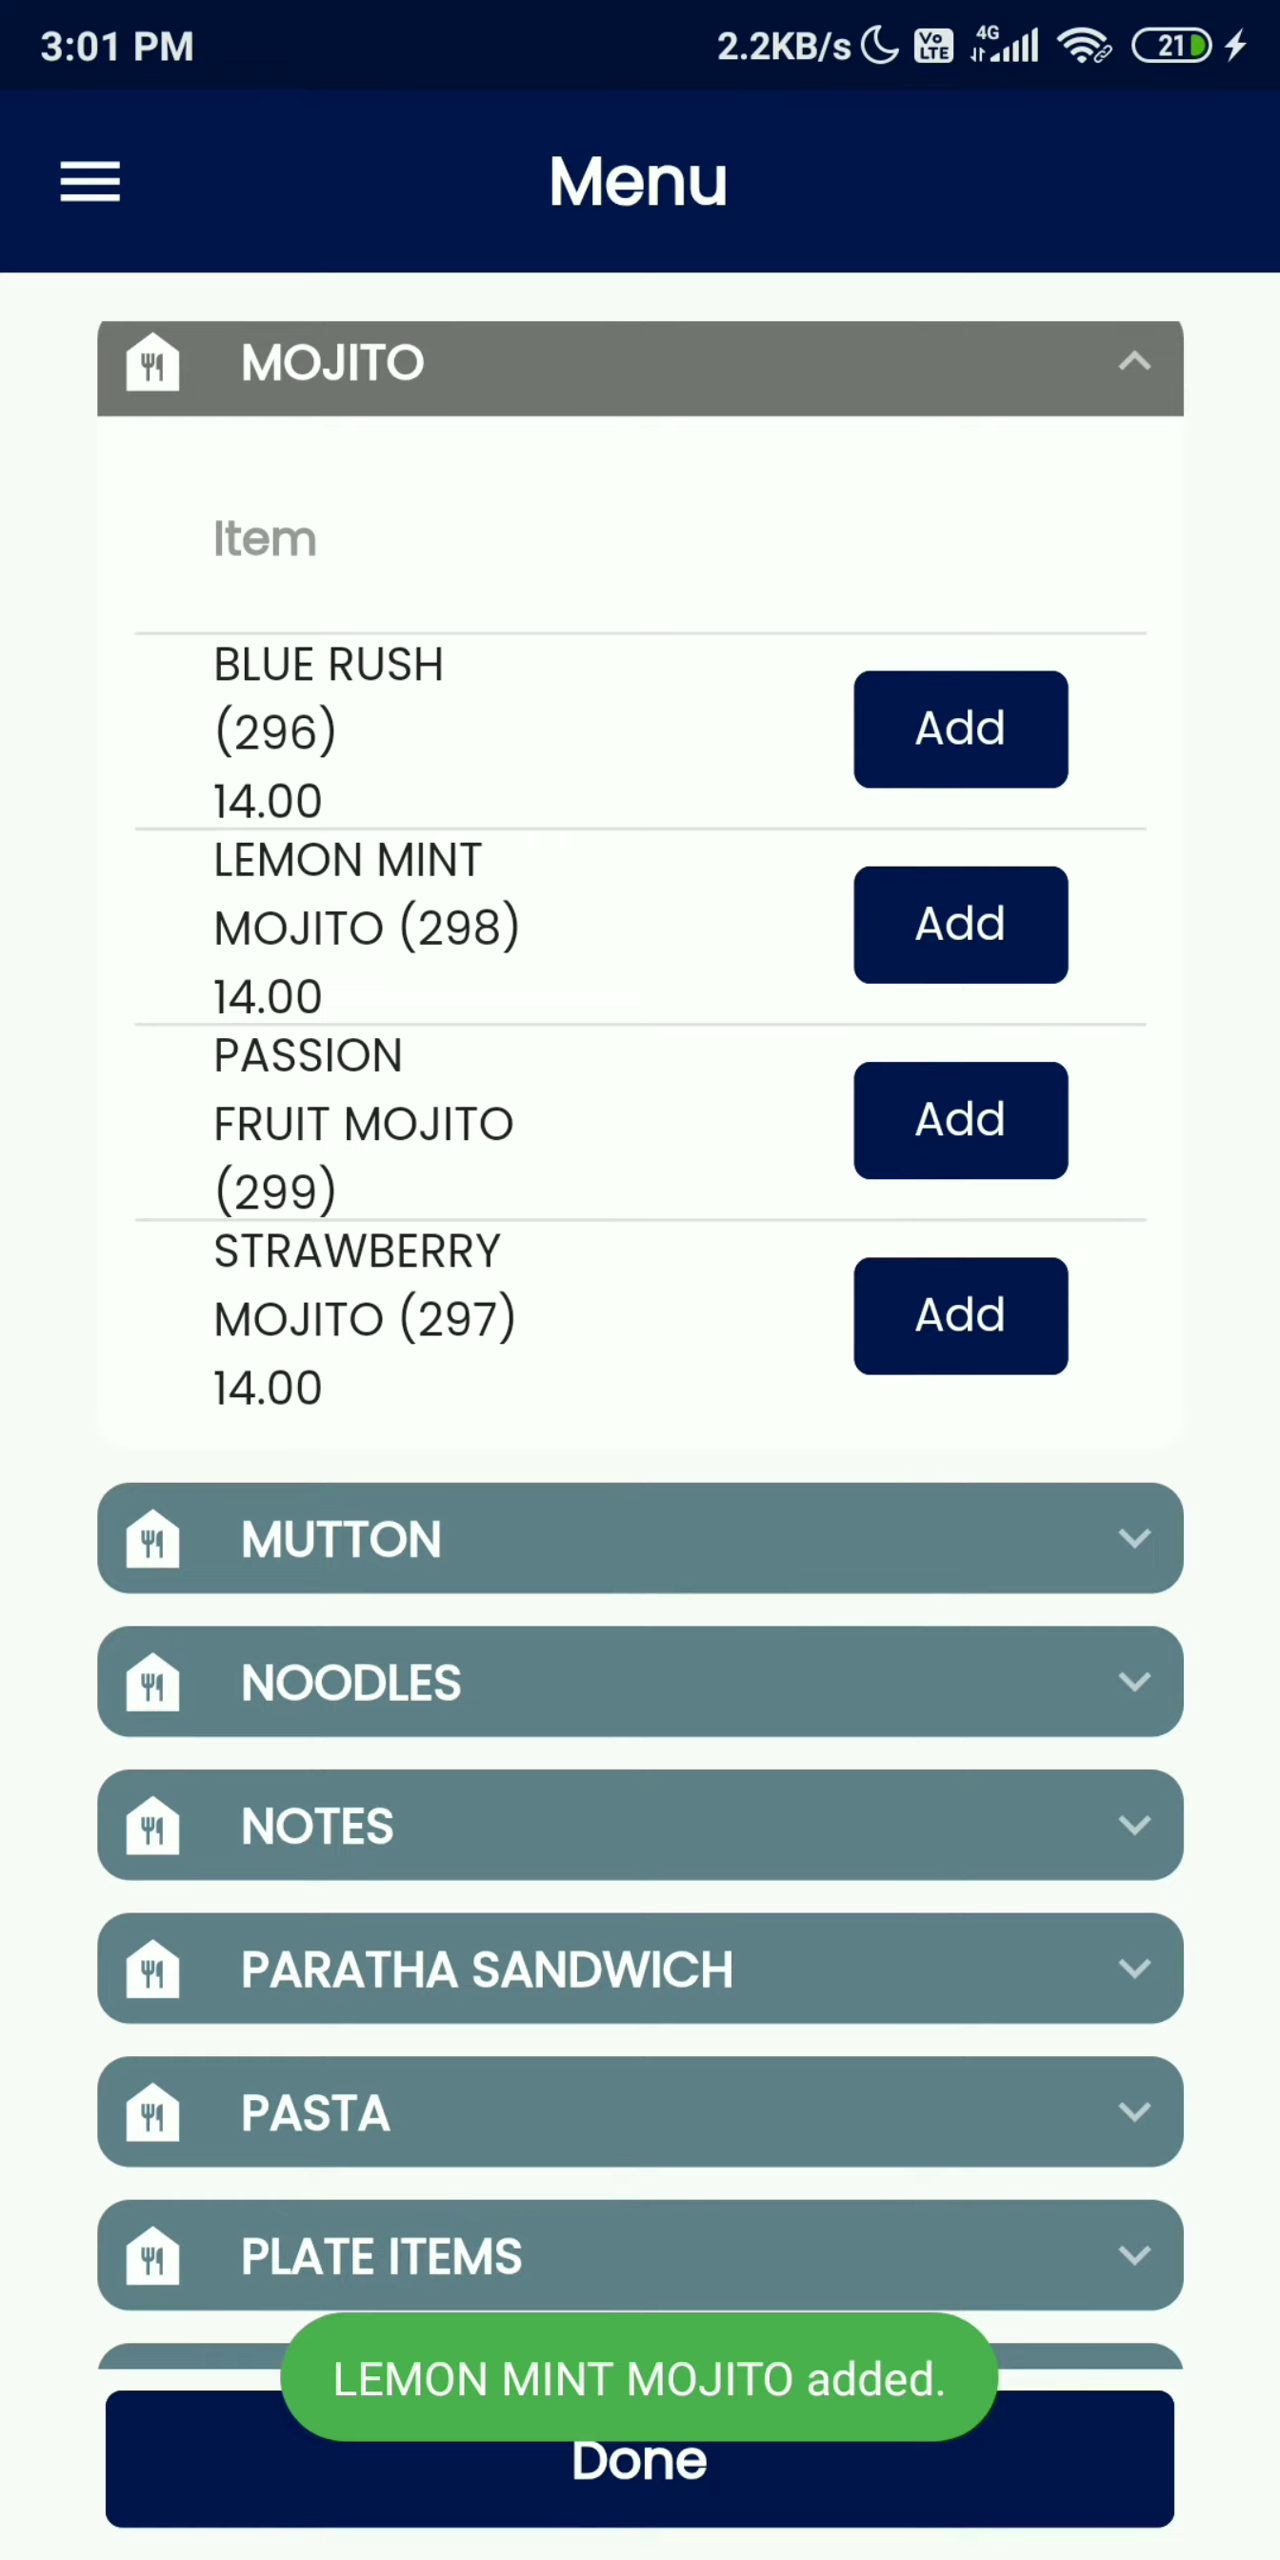 3:01 PM 2.2KB/s Vo LTE 4G 21
Menu
MOJITO
Item
BLUE RUSH
(296)
14.00
Add
LEMON MINT
MOJITO (298)
14.00
Add
PASSION
FRUIT MOJITO
(299)
Add
STRAWBERRY
MOJITO (297)
14.00
Add
MUTTON
NOODLES
NOTES
PARATHA SANDWICH
PASTA
PLATE ITEMS
LEMON MINT MOJITO added.
Done